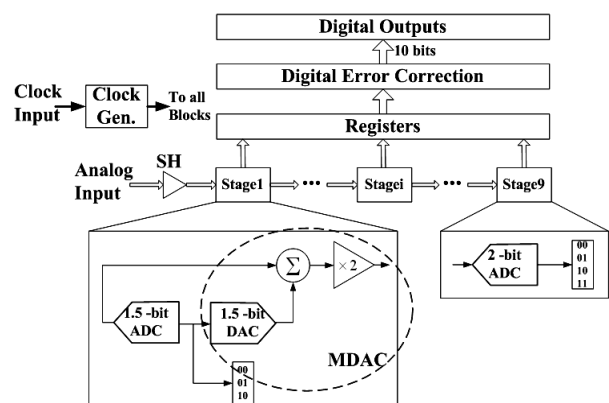 Digital Outputs
10 bits
Digital Error Correction
Clock
Input
Clock
Gen.
To all
Blocks
Registers
Analog
Input
SH
Stage1
•••
Stagei
•••
Stage9
Σ
× 2
1.5 -bit
ADC
1.5 -bit
DAC
MDAC
00
01
10
2 -bit
ADC
00
01
10
11